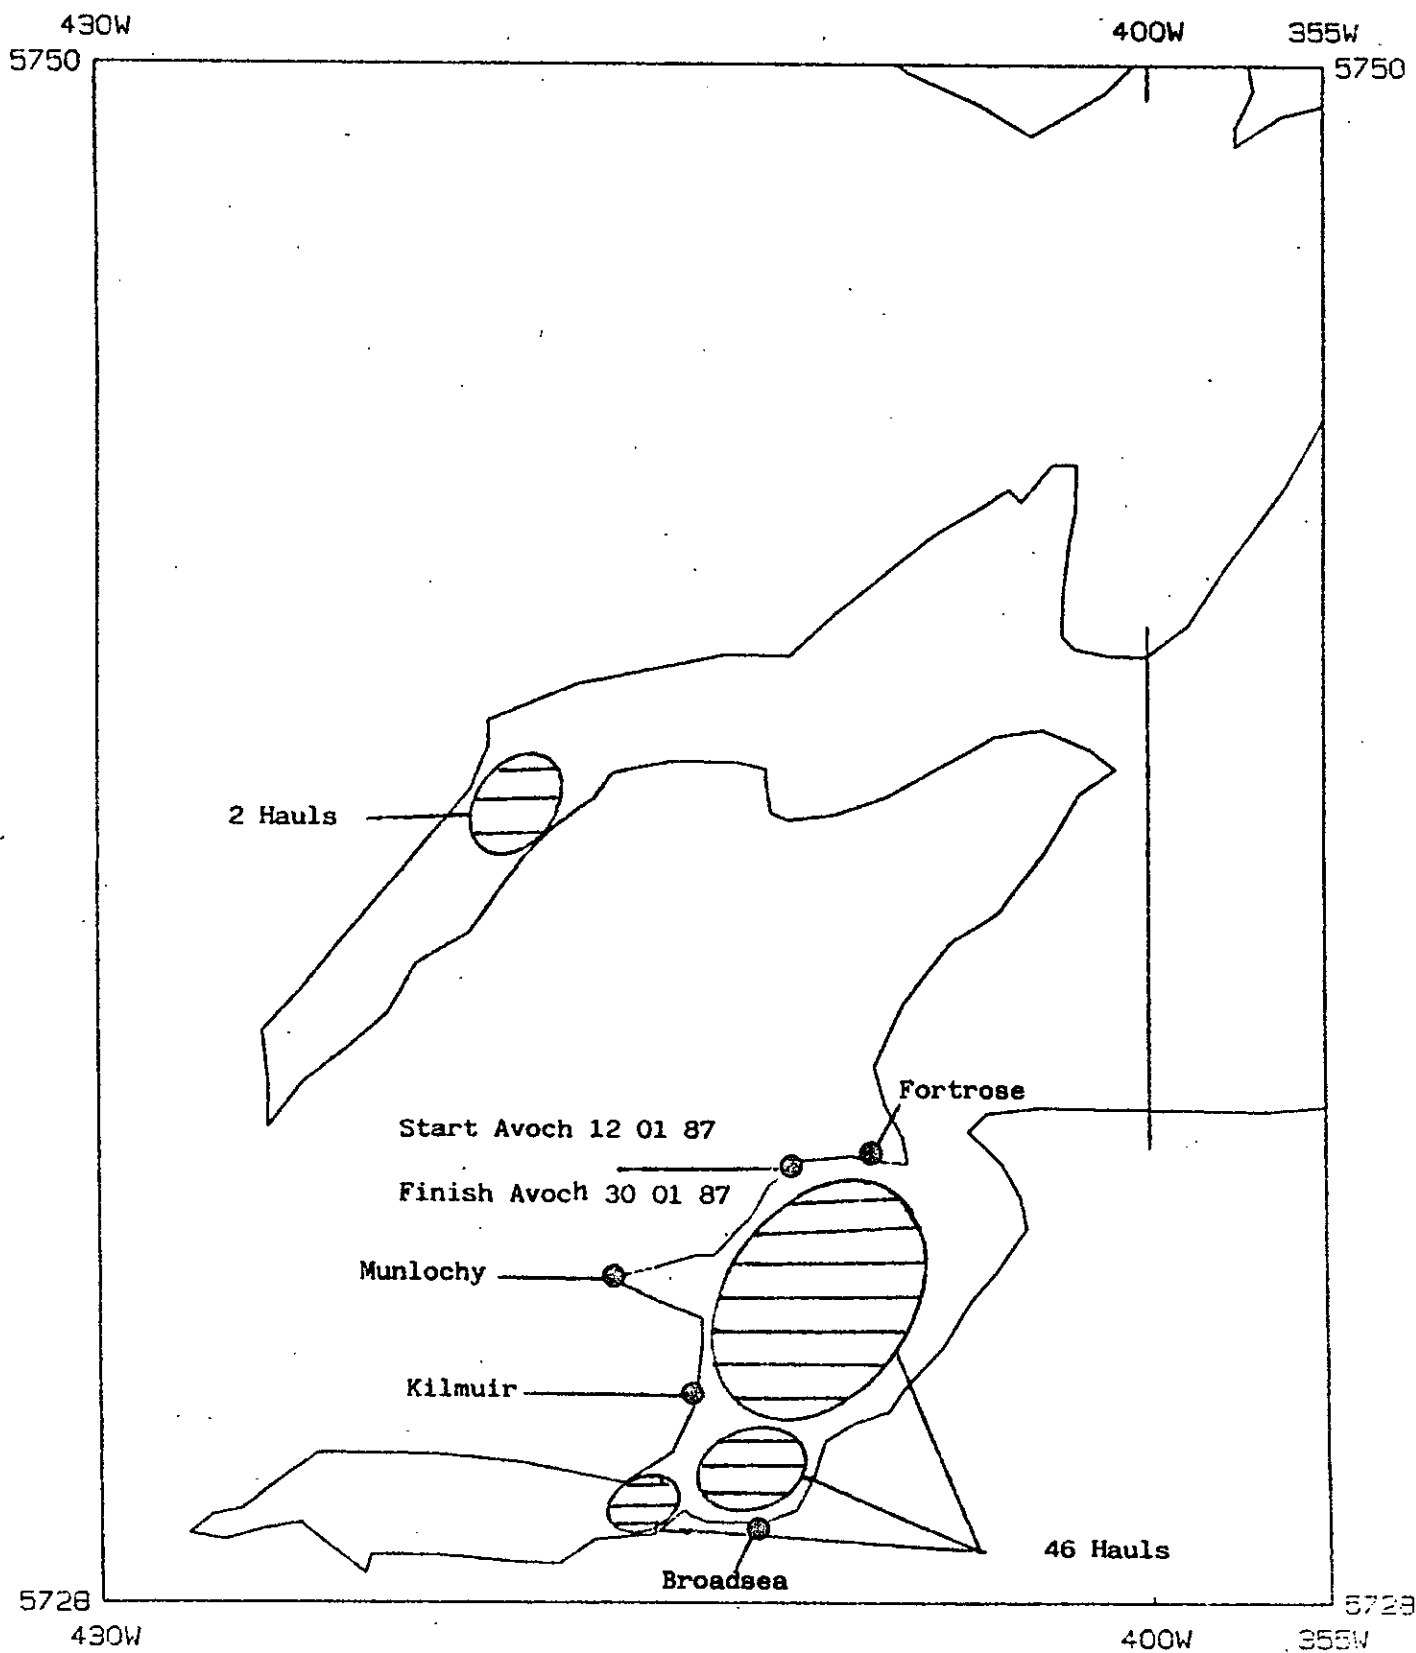 430W 400W 355W
5750 5750
2 Hauls
Fortrose
Start Avoch 12 01 87
Finish Avoch 30 01 87
Munlochy
Kilmuir
46 Hauls
Broadsea
5728 5728
430W 400W 355W